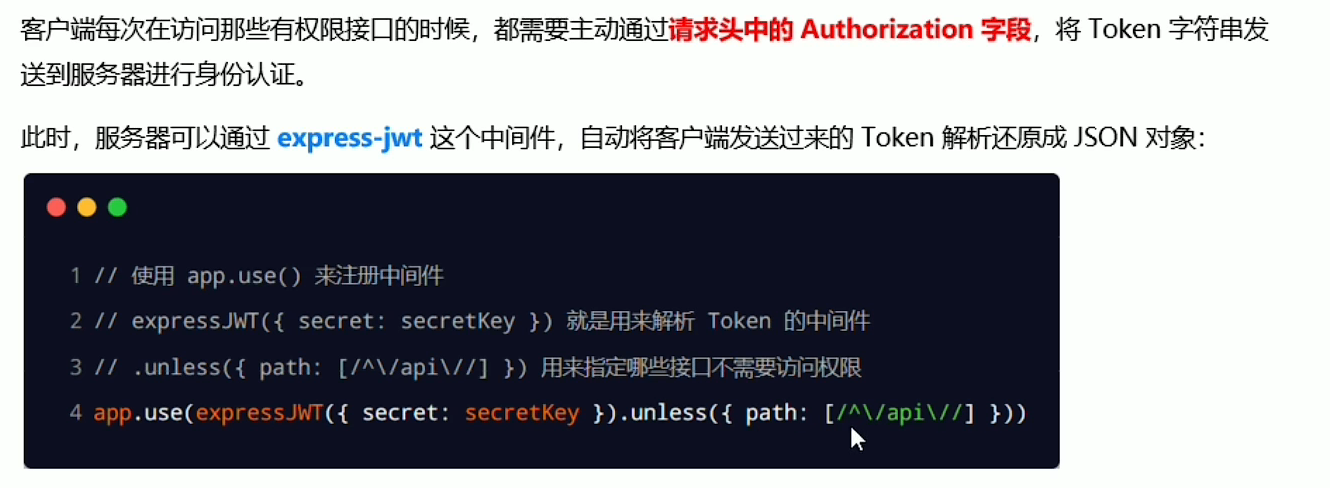 客户端每次在访问那些有权限接口的时候，都需要主动通过请求头中的 Authorization 字段，将 Token 字符串发
送到服务器进行身份认证。
此时，服务器可以通过 express-jwt 这个中间件，自动将客户端发送过来的 Token 解析还原成 JSON 对象：
1 // 使用 app.use() 来注册中间件
2 // expressJWT({ secret: secretKey }) 就是用来解析 Token 的中间件
3 // .unless({ path: [/^\/api\//] }) 用来指定哪些接口不需要访问权限
4 app.use(expressJWT({ secret: secretKey }).unless({ path: [/^\/api\//] }))